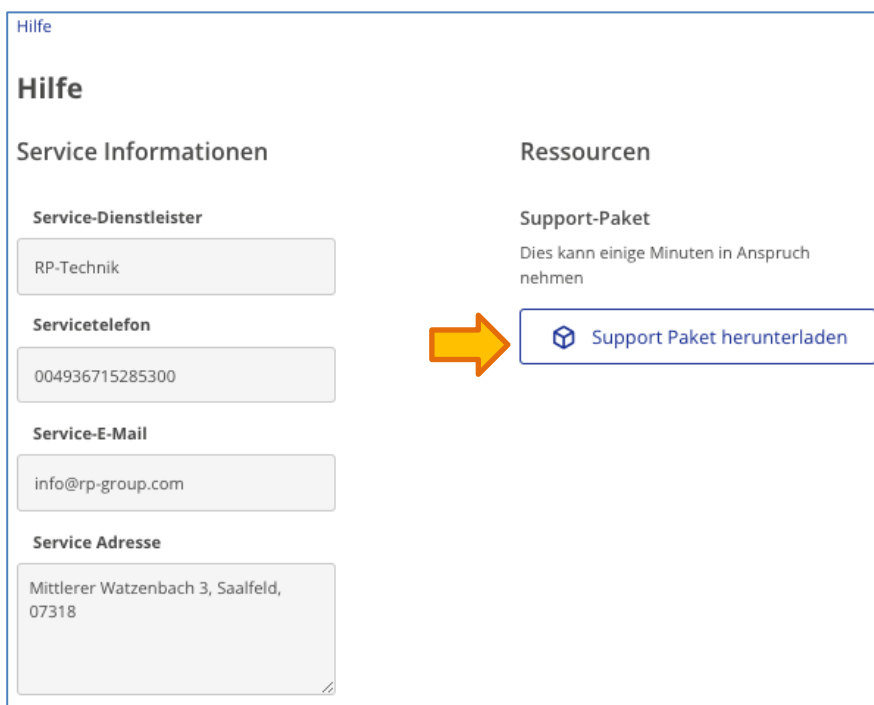 Hilfe
Hilfe
Service Informationen
Service-Dienstleister
RP-Technik
Servicetelefon
004936715285300
Service-E-Mail
info@rp-group.com
Service Adresse
Mittlerer Watzenbach 3, Saalfeld,
07318
Ressourcen
Support-Paket
Dies kann einige Minuten in Anspruch
nehmen
Support Paket herunterladen